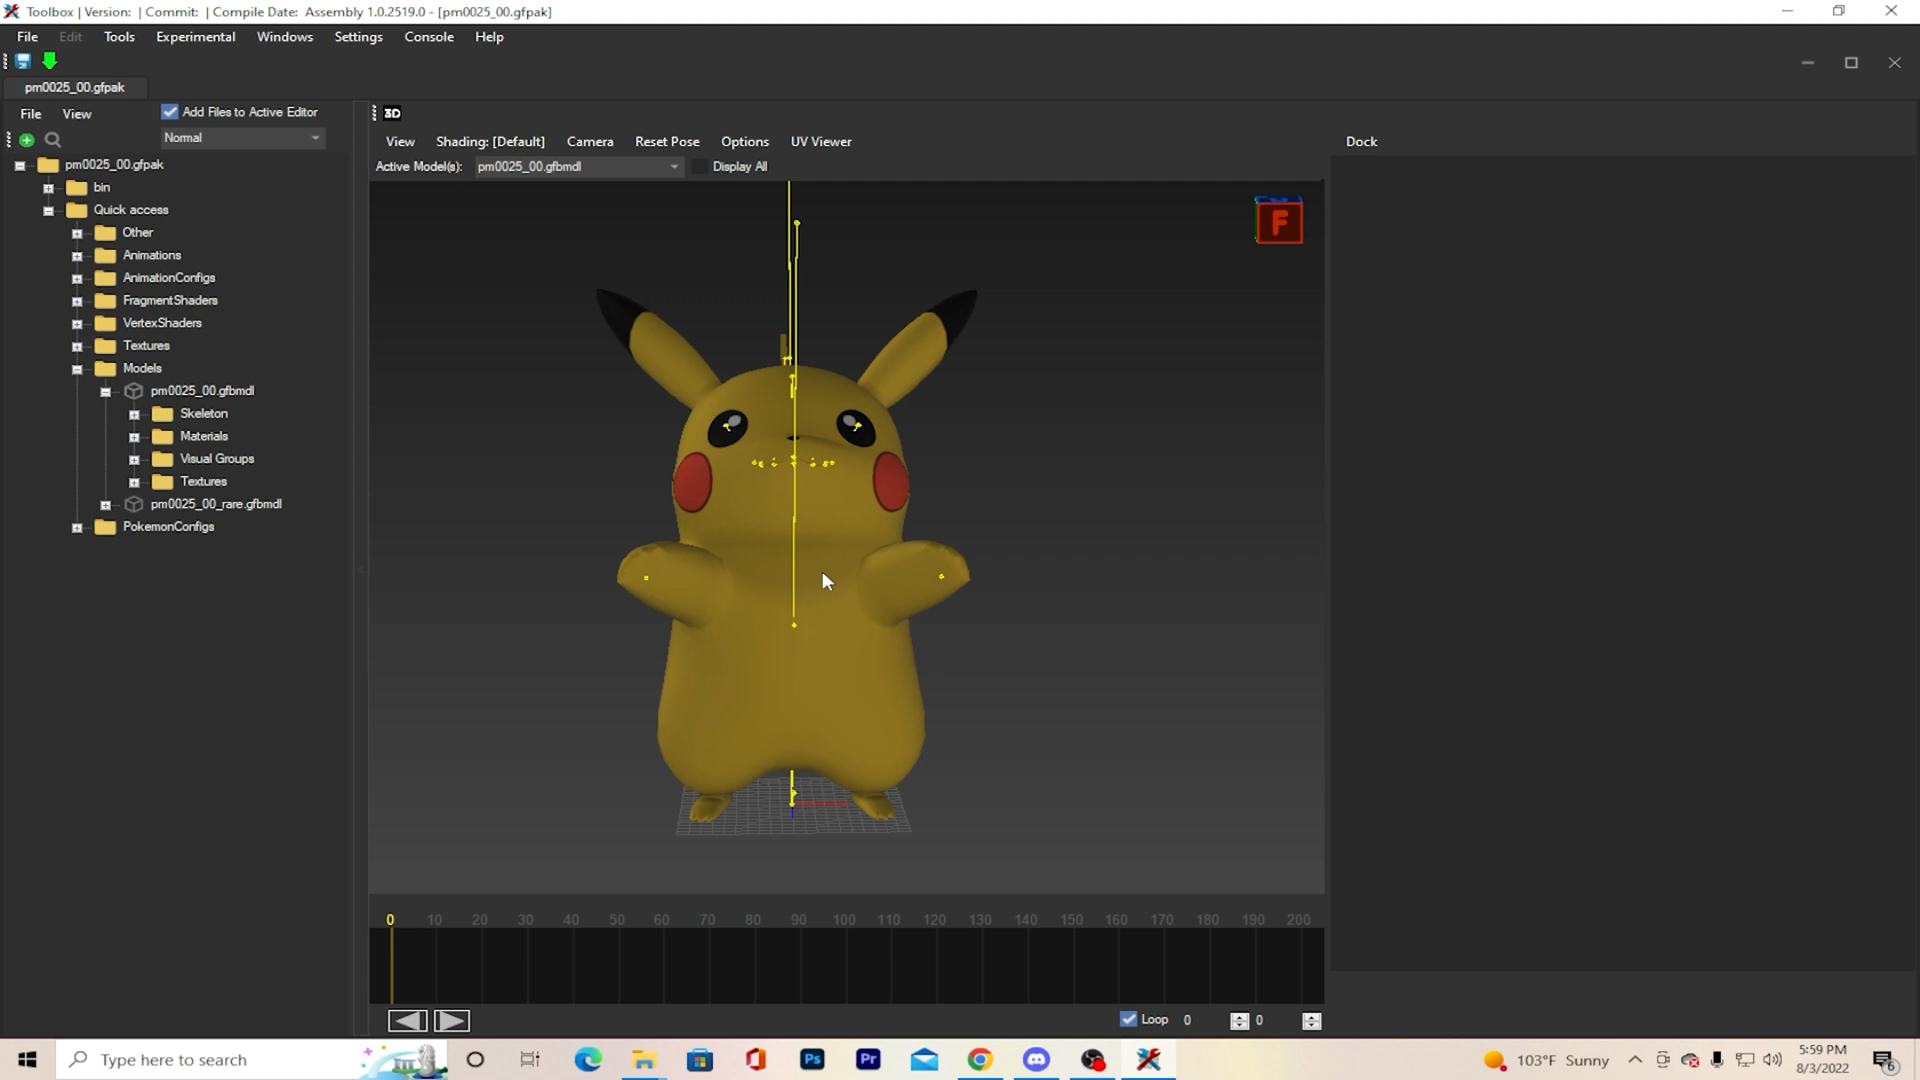 Toolbox | Version: | Commit: | Compile Date: Assembly 1.0.2519.0 - [pm0025_00.gfpak]
File Edit Tools Experimental Windows Settings Console Help
pm0025_00.gfpak
File View Add Files to Active Editor
Normal
pm0025_00.gfpak
bin
Quick access
Other
Animations
AnimationConfigs
FragmentShaders
VertexShaders
Textures
Models
pm0025_00.gfbmdl
Skeleton
Materials
Visual Groups
Textures
pm0025_00_rare.gfbmdl
PokemonConfigs
3D
View Shading: [Default] Camera Reset Pose Options UV Viewer
Active Model(s): pm0025_00.gfbmdl Display All
F
Dock
0 10 20 30 40 50 60 70 80 90 100 110 120 130 140 150 160 170 180 190 200
Loop 0 0
Type here to search
Ps
Pr
103°F Sunny
5:59 PM
8/3/2022
6